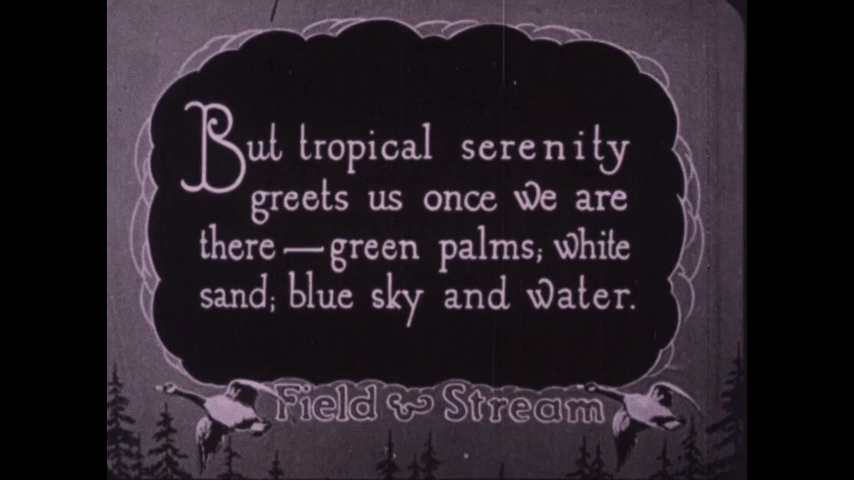 But tropical serenity
greets us once we are
there — green palms; white
sand; blue sky and water.
Field & Stream